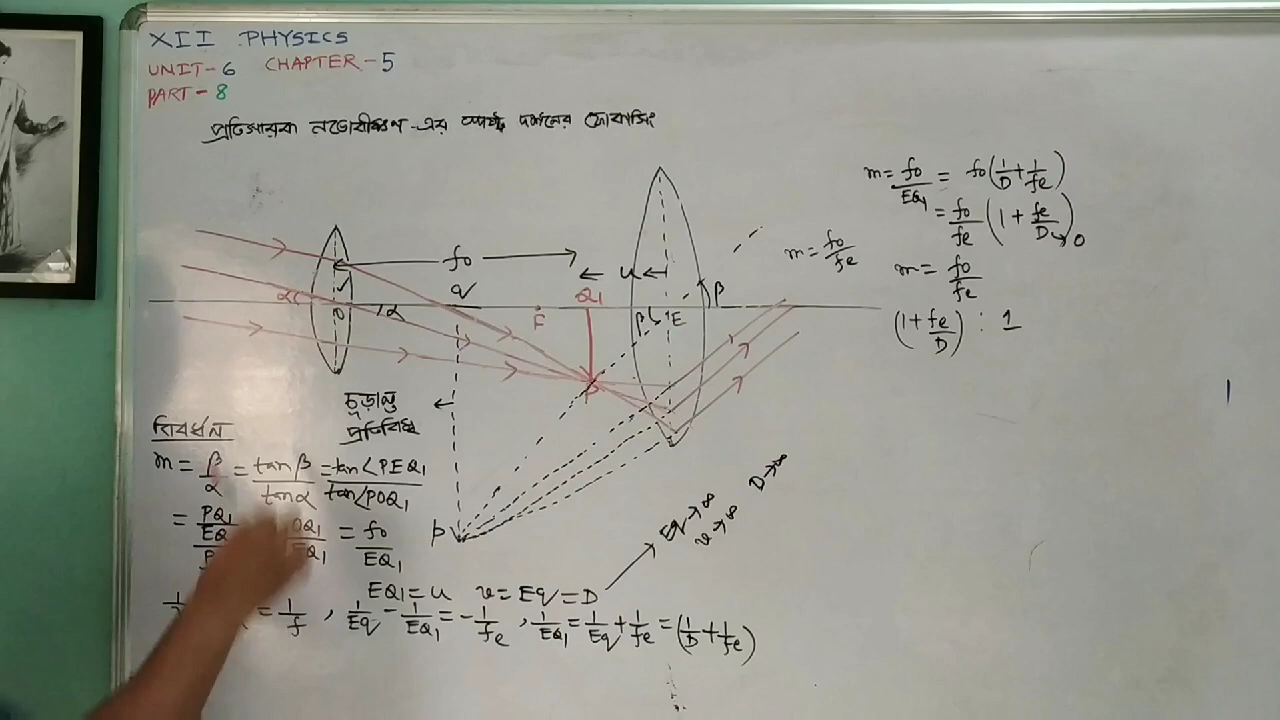 XII PHYSICS
UNIT-6 CHAPTER-5
PART-8
প্রতিসারক নভোবীক্ষণ-এর স্পষ্ট দর্শনের ফোকাসিং
m = fo/EQ1 = fo(1/D + 1/fe)
= fo/fe (1 + fe/D) → 0
m = fo/fe
m = fo/fe
(1 + fe/D) : 1
fo
u
q
Q1
α
O
α
F
β
E
β
P
চূড়ান্ত
প্রতিবিম্ব
p
বিবর্ধন
m = β/α = tanβ/tanα = tan∠PEQ1/tan∠POQ1
= fo/EQ1
Eq→∞
v→∞
D→∞
EQ1 = u v = Eq = D
= 1/f , 1/Eq - 1/EQ1 = -1/fe , 1/EQ1 = 1/Eq + 1/fe = (1/D + 1/fe)